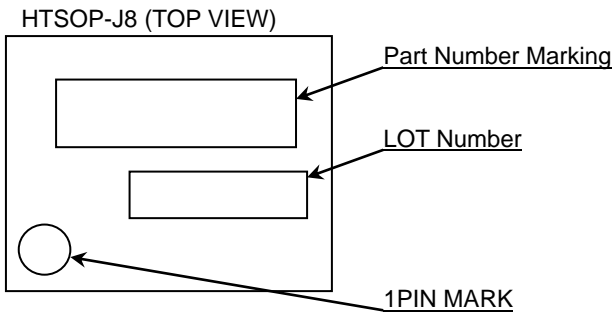 HTSOP-J8 (TOP VIEW)
Part Number Marking
LOT Number
1PIN MARK